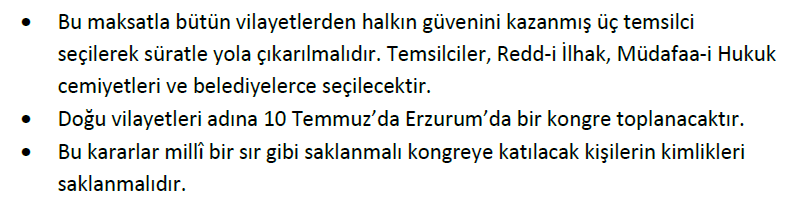 • Bu maksatla bütün vilayetlerden halkın güvenini kazanmış üç temsilci
seçilerek süratle yola çıkarılmalıdır. Temsilciler, Redd-i İlhak, Müdafaa-i Hukuk
cemiyetleri ve belediyelerce seçilecektir.
• Doğu vilayetleri adına 10 Temmuz’da Erzurum’da bir kongre toplanacaktır.
• Bu kararlar millî bir sır gibi saklanmalı kongreye katılacak kişilerin kimlikleri
saklanmalıdır.